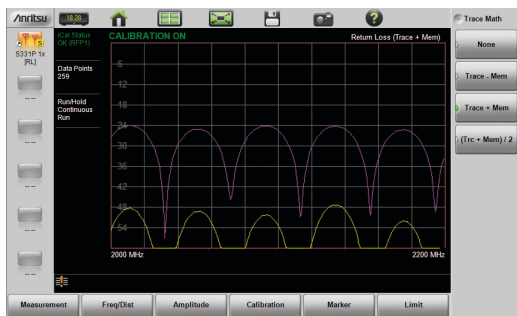 Anritsu
18:28
Trace Math
iCal Status
OK (RFP1)
CALIBRATION ON
Return Loss (Trace + Mem)
S331P 1x
[RL]
Data Points
259
Run/Hold
Continuous
Run
6
12
18
24
30
36
42
48
54
2000 MHz
2200 MHz
None
Trace - Mem
Trace + Mem
(Trc + Mem) / 2
--
--
--
--
--
Measurement
Freq/Dist
Amplitude
Calibration
Marker
Limit